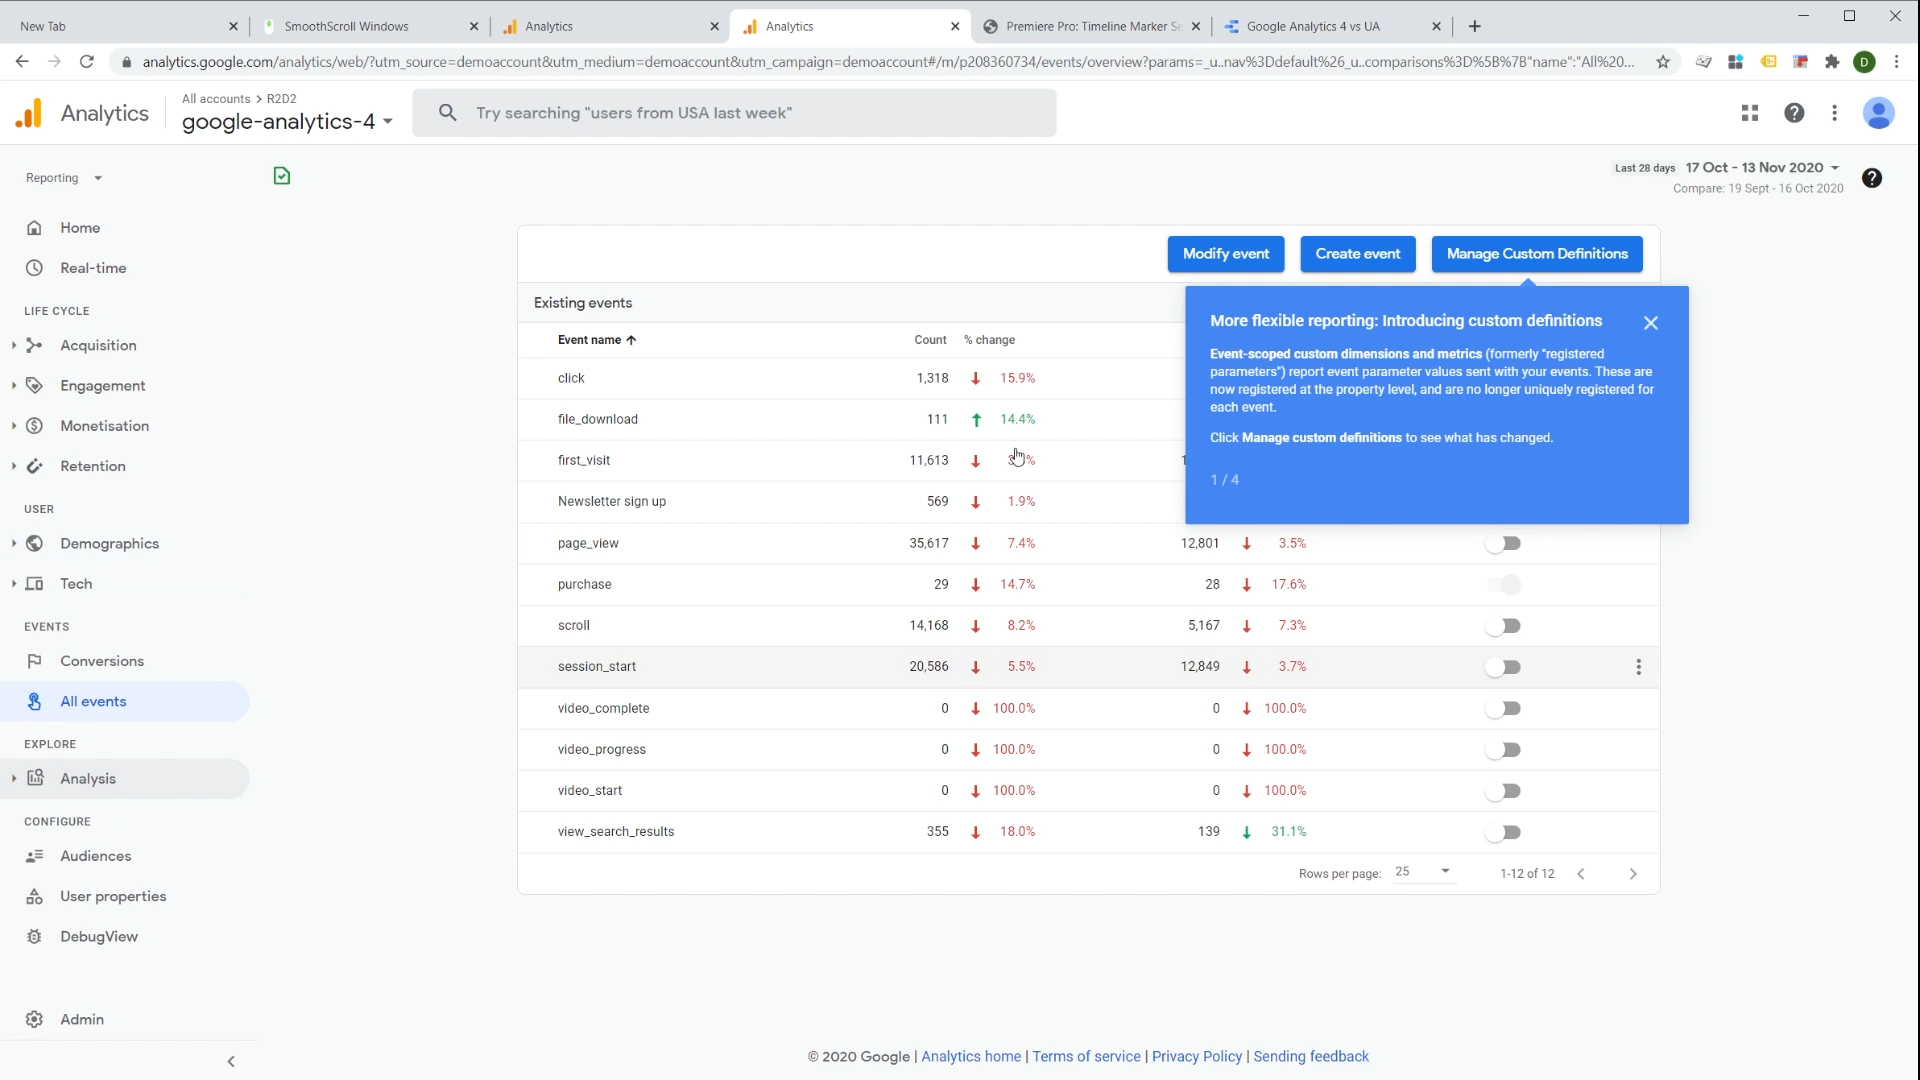 New Tab
SmoothScroll Windows
Analytics
Analytics
Premiere Pro: Timeline Marker Se
Google Analytics 4 vs UA
analytics.google.com/analytics/web/?utm_source=demoaccount&utm_medium=demoaccount&utm_campaign=demoaccount#/m/p208360734/events/overview?params=_u..nav%3Ddefault%26_u..comparisons%3D%5B%7B"name":"All%20...
D
Analytics
All accounts > R2D2
google-analytics-4
Try searching "users from USA last week"
Reporting
Last 28 days 17 Oct - 13 Nov 2020
Compare: 19 Sept - 16 Oct 2020
Home
Real-time
LIFE CYCLE
Acquisition
Engagement
Monetisation
Retention
USER
Demographics
Tech
EVENTS
Conversions
All events
EXPLORE
Analysis
CONFIGURE
Audiences
User properties
DebugView
Admin
Modify event
Create event
Manage Custom Definitions
Existing events
Event name Count % change
click 1,318 15.9%
file_download 111 14.4%
first_visit 11,613
Newsletter sign up 569 1.9%
page_view 35,617 7.4% 12,801 3.5%
purchase 29 14.7% 28 17.6%
scroll 14,168 8.2% 5,167 7.3%
session_start 20,586 5.5% 12,849 3.7%
video_complete 0 100.0% 0 100.0%
video_progress 0 100.0% 0 100.0%
video_start 0 100.0% 0 100.0%
view_search_results 355 18.0% 139 31.1%
Rows per page: 25 1-12 of 12
More flexible reporting: Introducing custom definitions
Event-scoped custom dimensions and metrics (formerly "registered
parameters") report event parameter values sent with your events. These are
now registered at the property level, and are no longer uniquely registered for
each event.
Click Manage custom definitions to see what has changed.
1 / 4
© 2020 Google | Analytics home | Terms of service | Privacy Policy | Sending feedback